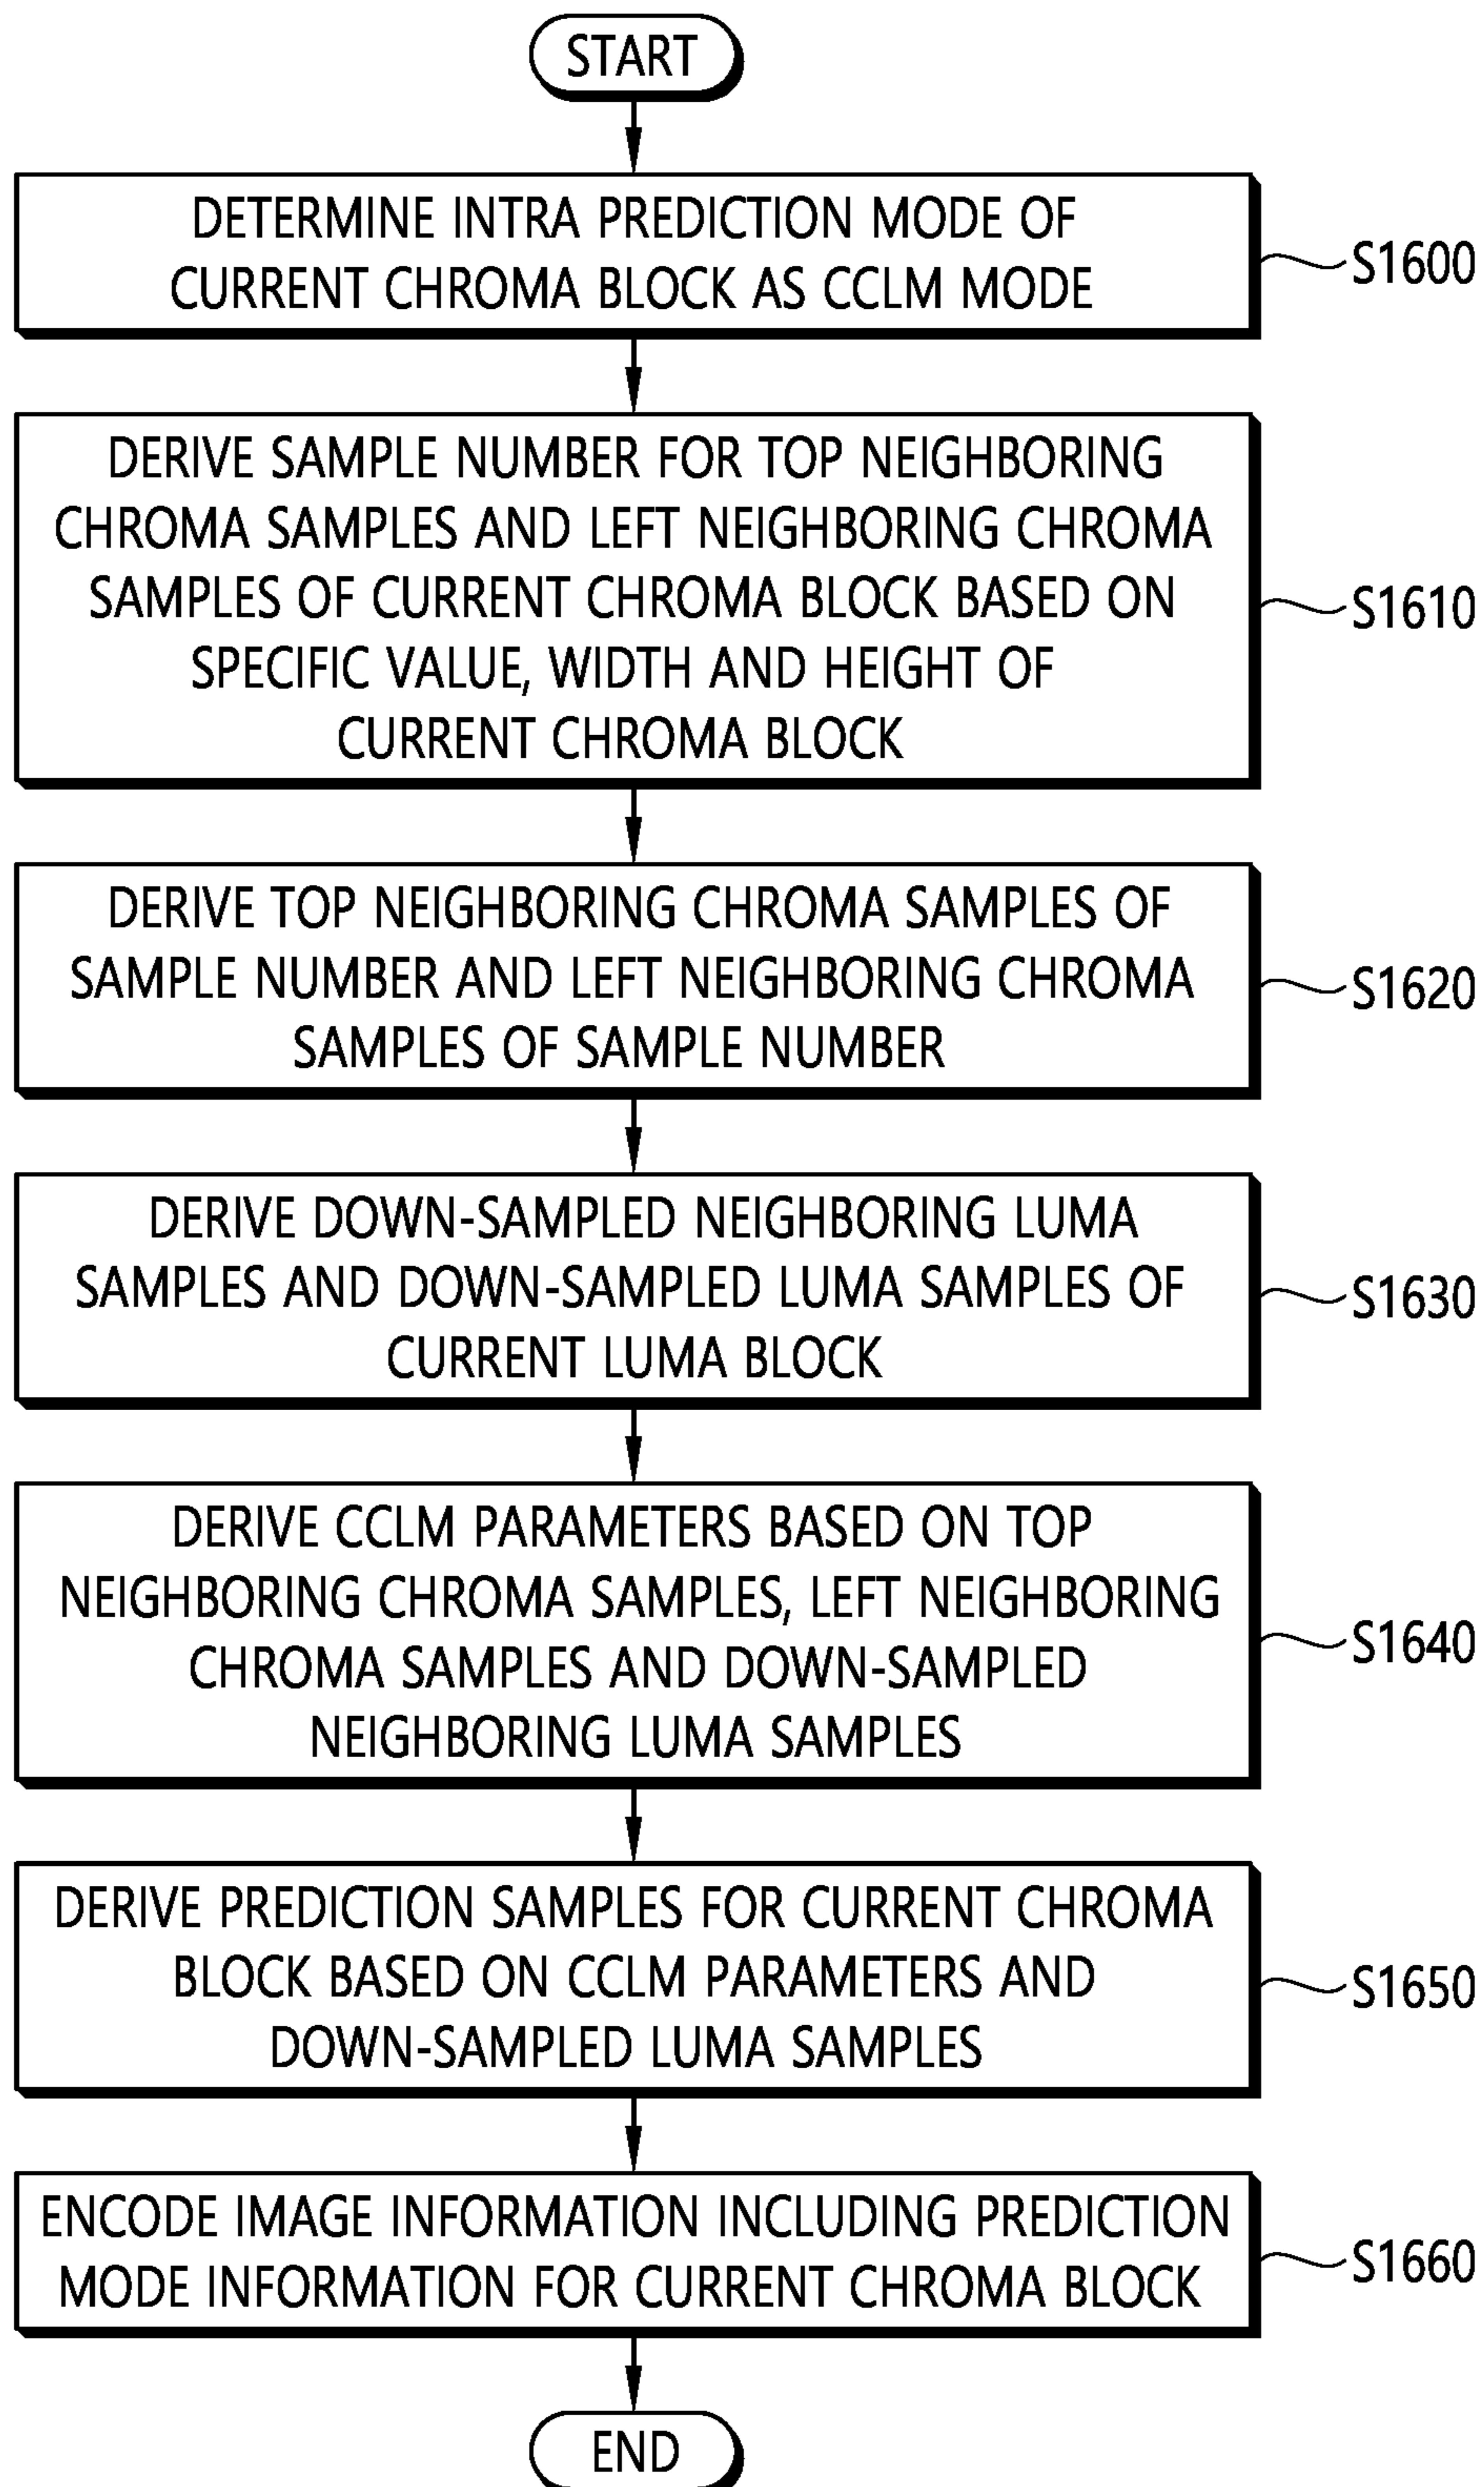 START
DETERMINE INTRA PREDICTION MODE OF
CURRENT CHROMA BLOCK AS CCLM MODE
S1600
DERIVE SAMPLE NUMBER FOR TOP NEIGHBORING
CHROMA SAMPLES AND LEFT NEIGHBORING CHROMA
SAMPLES OF CURRENT CHROMA BLOCK BASED ON
SPECIFIC VALUE, WIDTH AND HEIGHT OF
CURRENT CHROMA BLOCK
S1610
DERIVE TOP NEIGHBORING CHROMA SAMPLES OF
SAMPLE NUMBER AND LEFT NEIGHBORING CHROMA
SAMPLES OF SAMPLE NUMBER
S1620
DERIVE DOWN-SAMPLED NEIGHBORING LUMA
SAMPLES AND DOWN-SAMPLED LUMA SAMPLES OF
CURRENT LUMA BLOCK
S1630
DERIVE CCLM PARAMETERS BASED ON TOP
NEIGHBORING CHROMA SAMPLES, LEFT NEIGHBORING
CHROMA SAMPLES AND DOWN-SAMPLED
NEIGHBORING LUMA SAMPLES
S1640
DERIVE PREDICTION SAMPLES FOR CURRENT CHROMA
BLOCK BASED ON CCLM PARAMETERS AND
DOWN-SAMPLED LUMA SAMPLES
S1650
ENCODE IMAGE INFORMATION INCLUDING PREDICTION
MODE INFORMATION FOR CURRENT CHROMA BLOCK
S1660
END